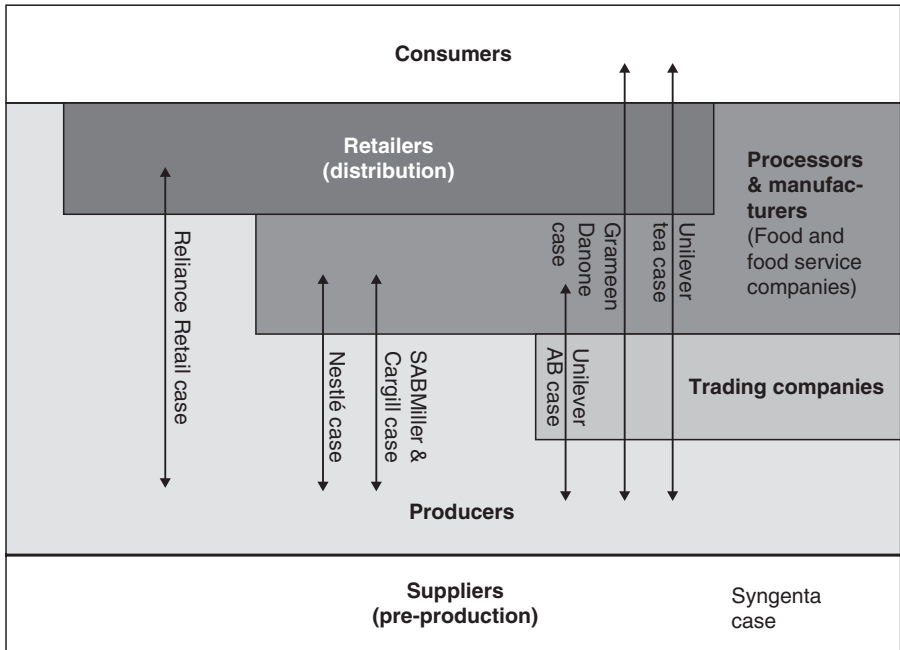 Consumers
Retailers
(distribution)
Processors
& manufac-
turers
(Food and
food service
companies)
Reliance Retail case
Nestlé case
SABMiller &
Cargill case
Grameen
Danone
case
Unilever
tea case
Unilever
AB case
Trading companies
Producers
Suppliers
(pre-production)
Syngenta
case